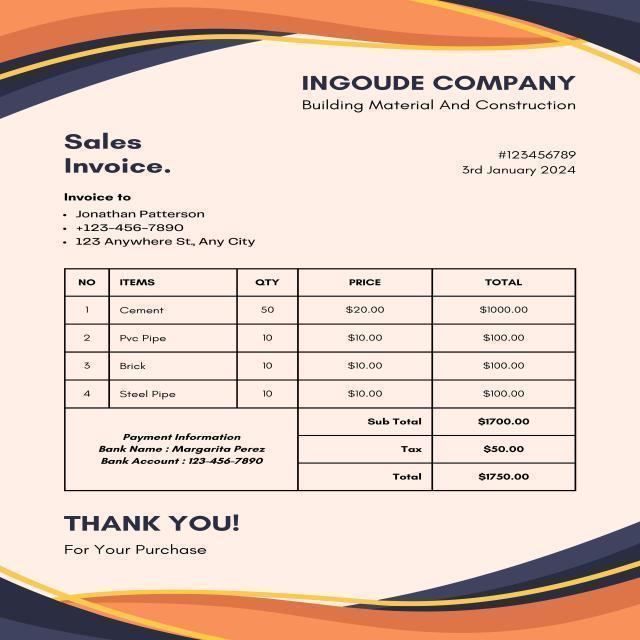 INGOUDE COMPANY
Building Material And Construction
Sales
Invoice.
#123456789
3rd January 2024
Invoice to
• Jonathan Patterson
• +123-456-7890
• 123 Anywhere St., Any City
NO ITEMS QTY PRICE TOTAL
1 Cement 50 $20.00 $1000.00
2 Pvc Pipe 10 $10.00 $100.00
3 Brick 10 $10.00 $100.00
4 Steel Pipe 10 $10.00 $100.00
Sub Total $1700.00
Payment Information
Bank Name : Margarita Perez
Bank Account : 123-456-7890
Tax $50.00
Total $1750.00
THANK YOU!
For Your Purchase